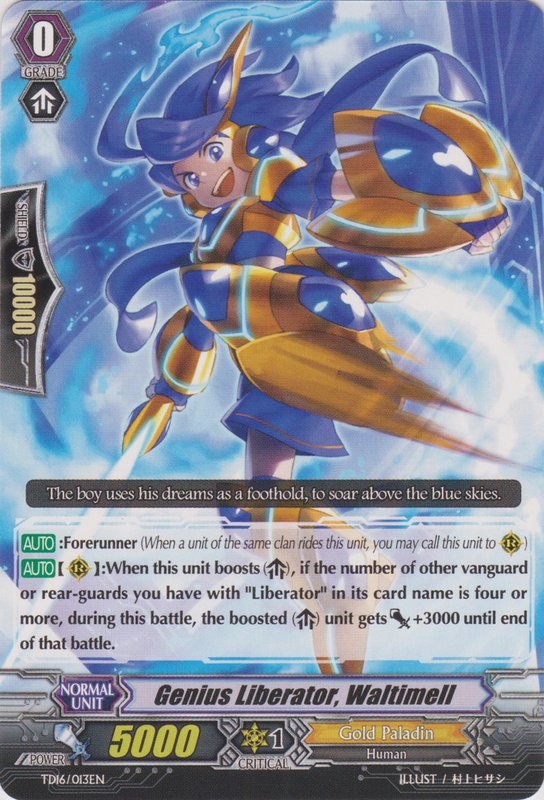 0
GRADE
SHIELD
10000
The boy uses his dreams as a foothold, to soar above the blue skies.
AUTO:Forerunner (When a unit of the same clan rides this unit, you may call this unit to R)
AUTO【R】:When this unit boosts, if the number of other vanguard
or rear-guards you have with "Liberator" in its card name is four or
more, during this battle, the boosted unit gets +3000 until end
of that battle.
NORMAL
UNIT
Genius Liberator, Waltimell
POWER
5000
1
CRITICAL
Gold Paladin
Human
TD16/013EN
ILLUST / 村上ヒサシ